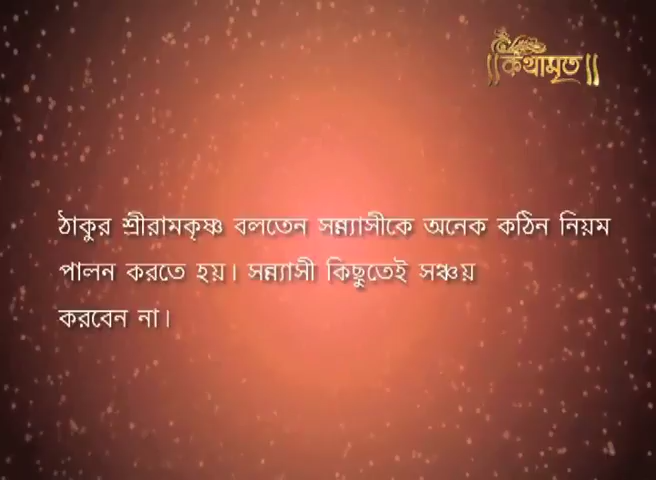 ॥কথামৃত॥
ঠাকুর শ্রীরামকৃষ্ণ বলতেন সন্ন্যাসীকে অনেক কঠিন নিয়ম
পালন করতে হয়। সন্ন্যাসী কিছুতেই সঞ্চয়
করবেন না।